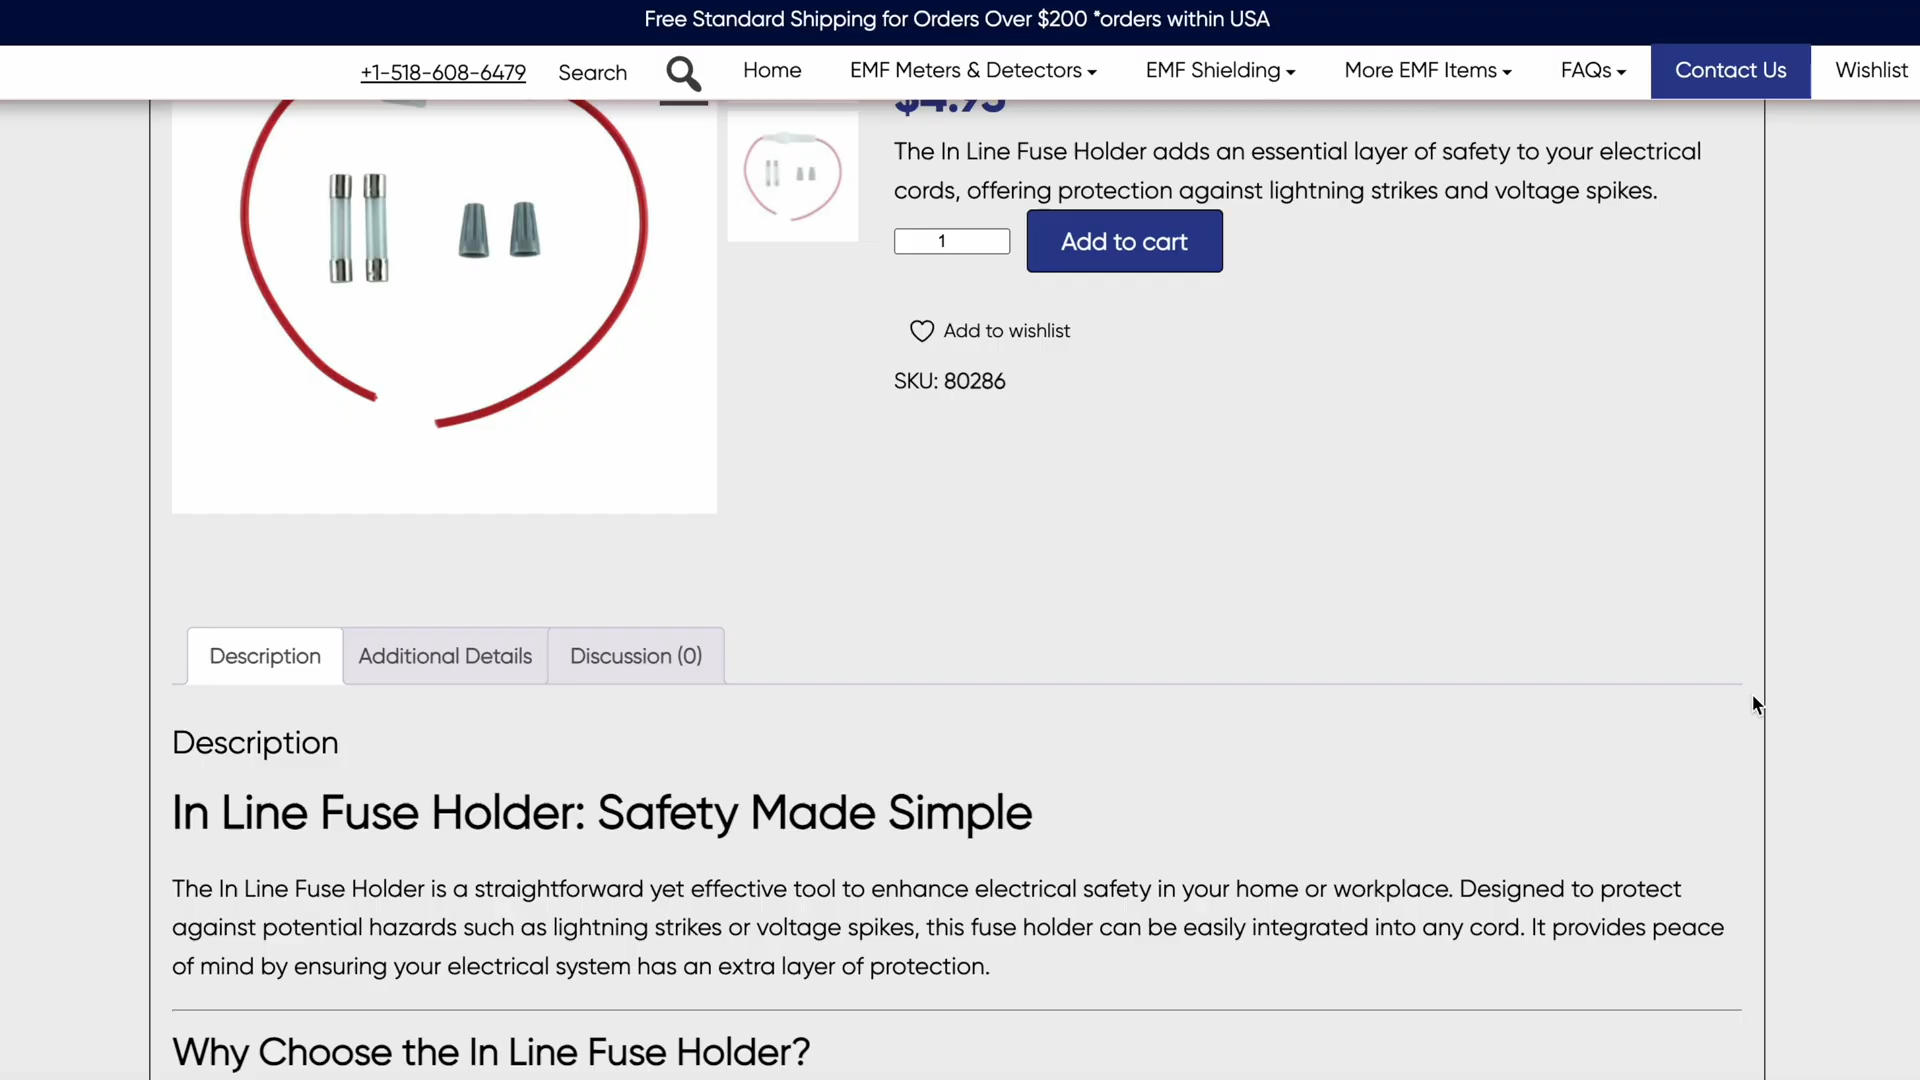 Free Standard Shipping for Orders Over $200 *orders within USA
+1-518-608-6479 Search Home EMF Meters & Detectors EMF Shielding More EMF Items FAQs Contact Us Wishlist
$4.95
The In Line Fuse Holder adds an essential layer of safety to your electrical
cords, offering protection against lightning strikes and voltage spikes.
1 Add to cart
Add to wishlist
SKU: 80286
Description Additional Details Discussion (0)
Description
In Line Fuse Holder: Safety Made Simple
The In Line Fuse Holder is a straightforward yet effective tool to enhance electrical safety in your home or workplace. Designed to protect
against potential hazards such as lightning strikes or voltage spikes, this fuse holder can be easily integrated into any cord. It provides peace
of mind by ensuring your electrical system has an extra layer of protection.
Why Choose the In Line Fuse Holder?